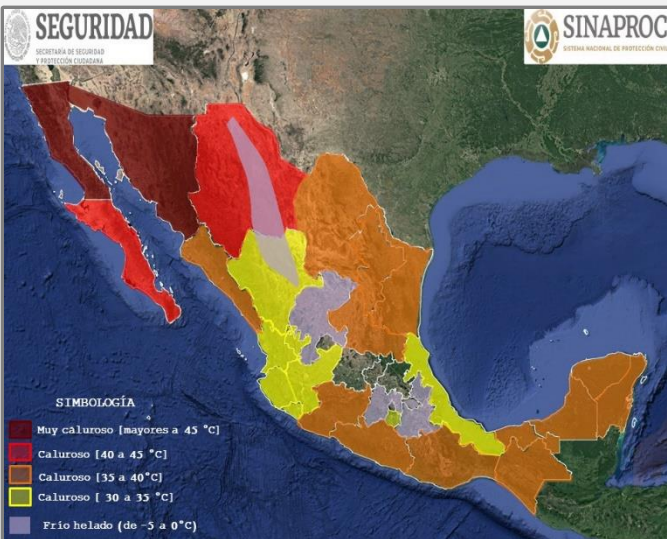 SEGURIDAD
SECRETARÍA DE SEGURIDAD
Y PROTECCIÓN CIUDADANA
SINAPROC
SISTEMA NACIONAL DE PROTECCIÓN CIVIL
SIMBOLOGÍA
Muy caluroso [mayores a 45 °C]
Caluroso [40 a 45 °C]
Caluroso [35 a 40°C]
Caluroso [ 30 a 35 °C]
Frío helado (de -5 a 0°C)